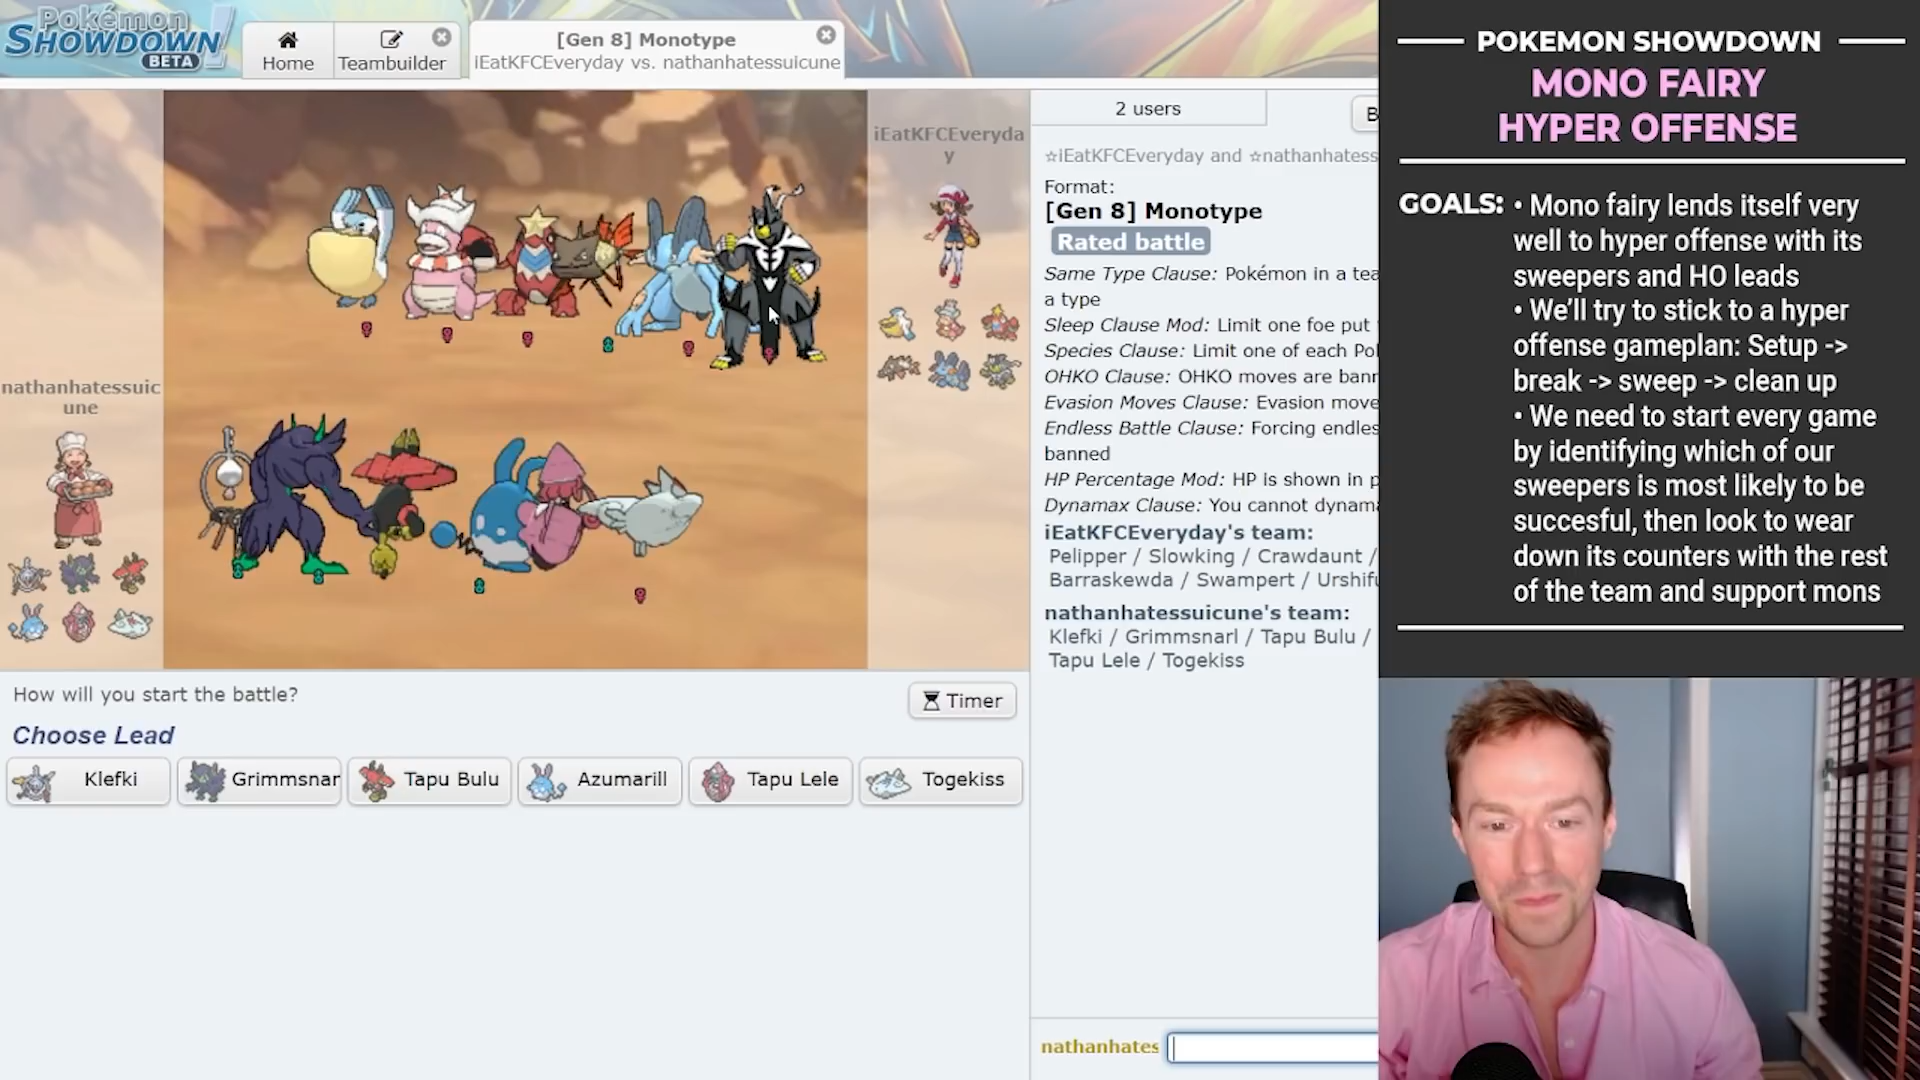 Pokémon
SHOWDOWN!
BETA
Home
Teambuilder
[Gen 8] Monotype
iEatKFCEveryday vs. nathanhatessuicune
nathanhatessuic
une
iEatKFCEveryda
y
How will you start the battle?
Timer
Choose Lead
Klefki
Grimmsnar
Tapu Bulu
Azumarill
Tapu Lele
Togekiss
2 users
B
☆iEatKFCEveryday and ☆nathanhatess
Format:
[Gen 8] Monotype
Rated battle
Same Type Clause: Pokémon in a tea
a type
Sleep Clause Mod: Limit one foe put
Species Clause: Limit one of each Po
OHKO Clause: OHKO moves are bann
Evasion Moves Clause: Evasion move
Endless Battle Clause: Forcing endles
banned
HP Percentage Mod: HP is shown in p
Dynamax Clause: You cannot dynam
iEatKFCEveryday's team:
Pelipper / Slowking / Crawdaunt /
Barraskewda / Swampert / Urshif
nathanhatessuicune's team:
Klefki / Grimmsnarl / Tapu Bulu /
Tapu Lele / Togekiss
nathanhates
POKEMON SHOWDOWN
MONO FAIRY
HYPER OFFENSE
GOALS: • Mono fairy lends itself very
well to hyper offense with its
sweepers and HO leads
• We'll try to stick to a hyper
offense gameplan: Setup ->
break -> sweep -> clean up
• We need to start every game
by identifying which of our
sweepers is most likely to be
succesful, then look to wear
down its counters with the rest
of the team and support mons